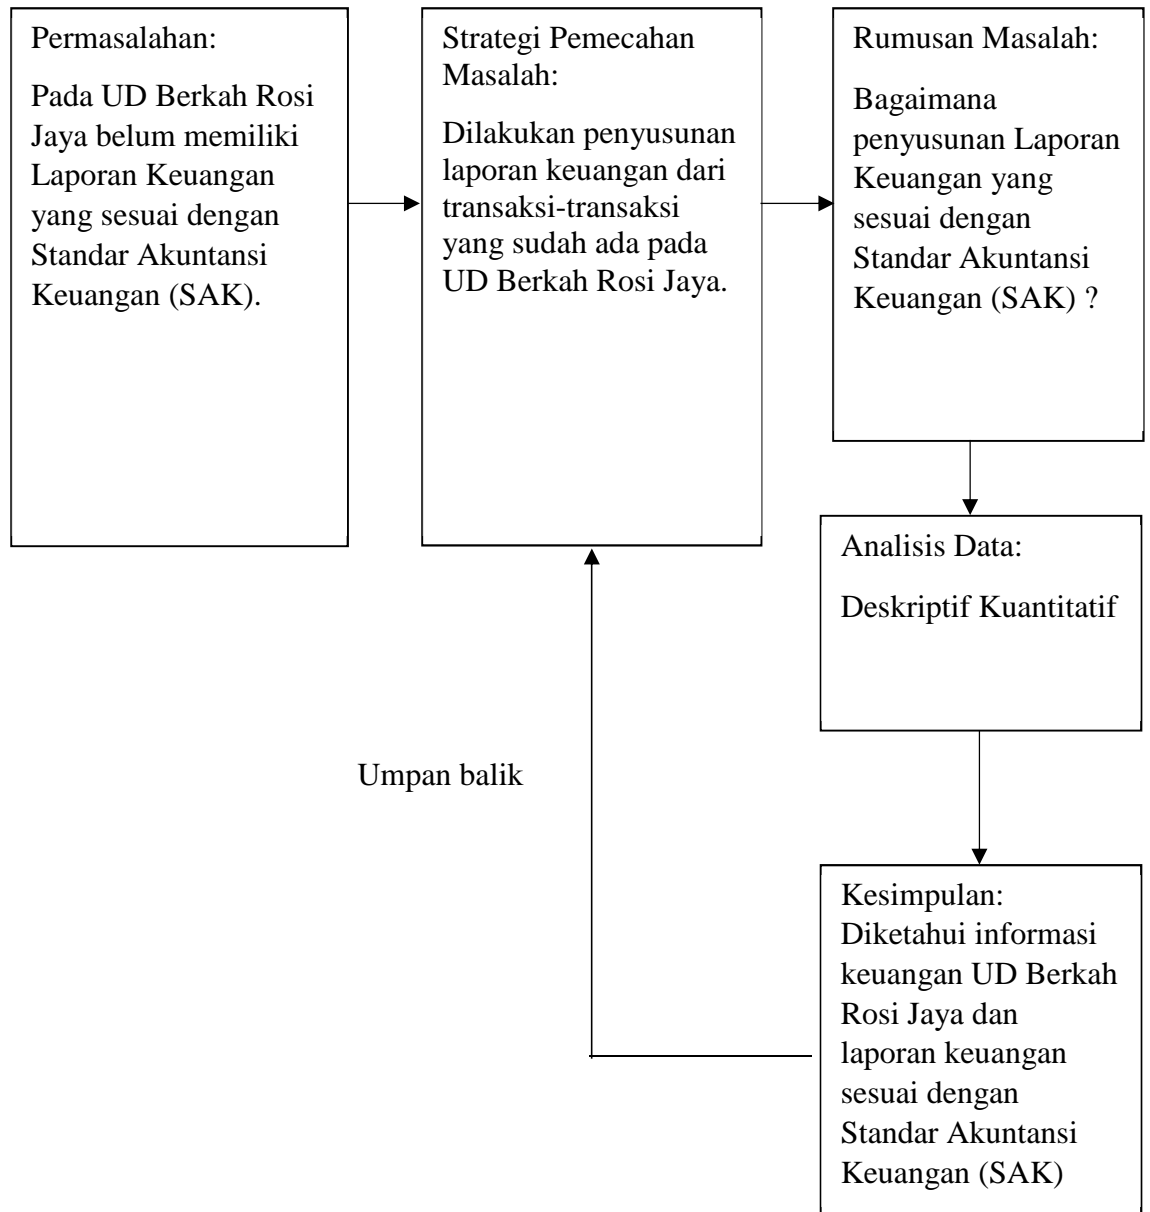 Permasalahan:
Pada UD Berkah Rosi
Jaya belum memiliki
Laporan Keuangan
yang sesuai dengan
Standar Akuntansi
Keuangan (SAK).
Strategi Pemecahan
Masalah:
Dilakukan penyusunan
laporan keuangan dari
transaksi-transaksi
yang sudah ada pada
UD Berkah Rosi Jaya.
Rumusan Masalah:
Bagaimana
penyusunan Laporan
Keuangan yang
sesuai dengan
Standar Akuntansi
Keuangan (SAK) ?
Analisis Data:
Deskriptif Kuantitatif
Umpan balik
Kesimpulan:
Diketahui informasi
keuangan UD Berkah
Rosi Jaya dan
laporan keuangan
sesuai dengan
Standar Akuntansi
Keuangan (SAK)